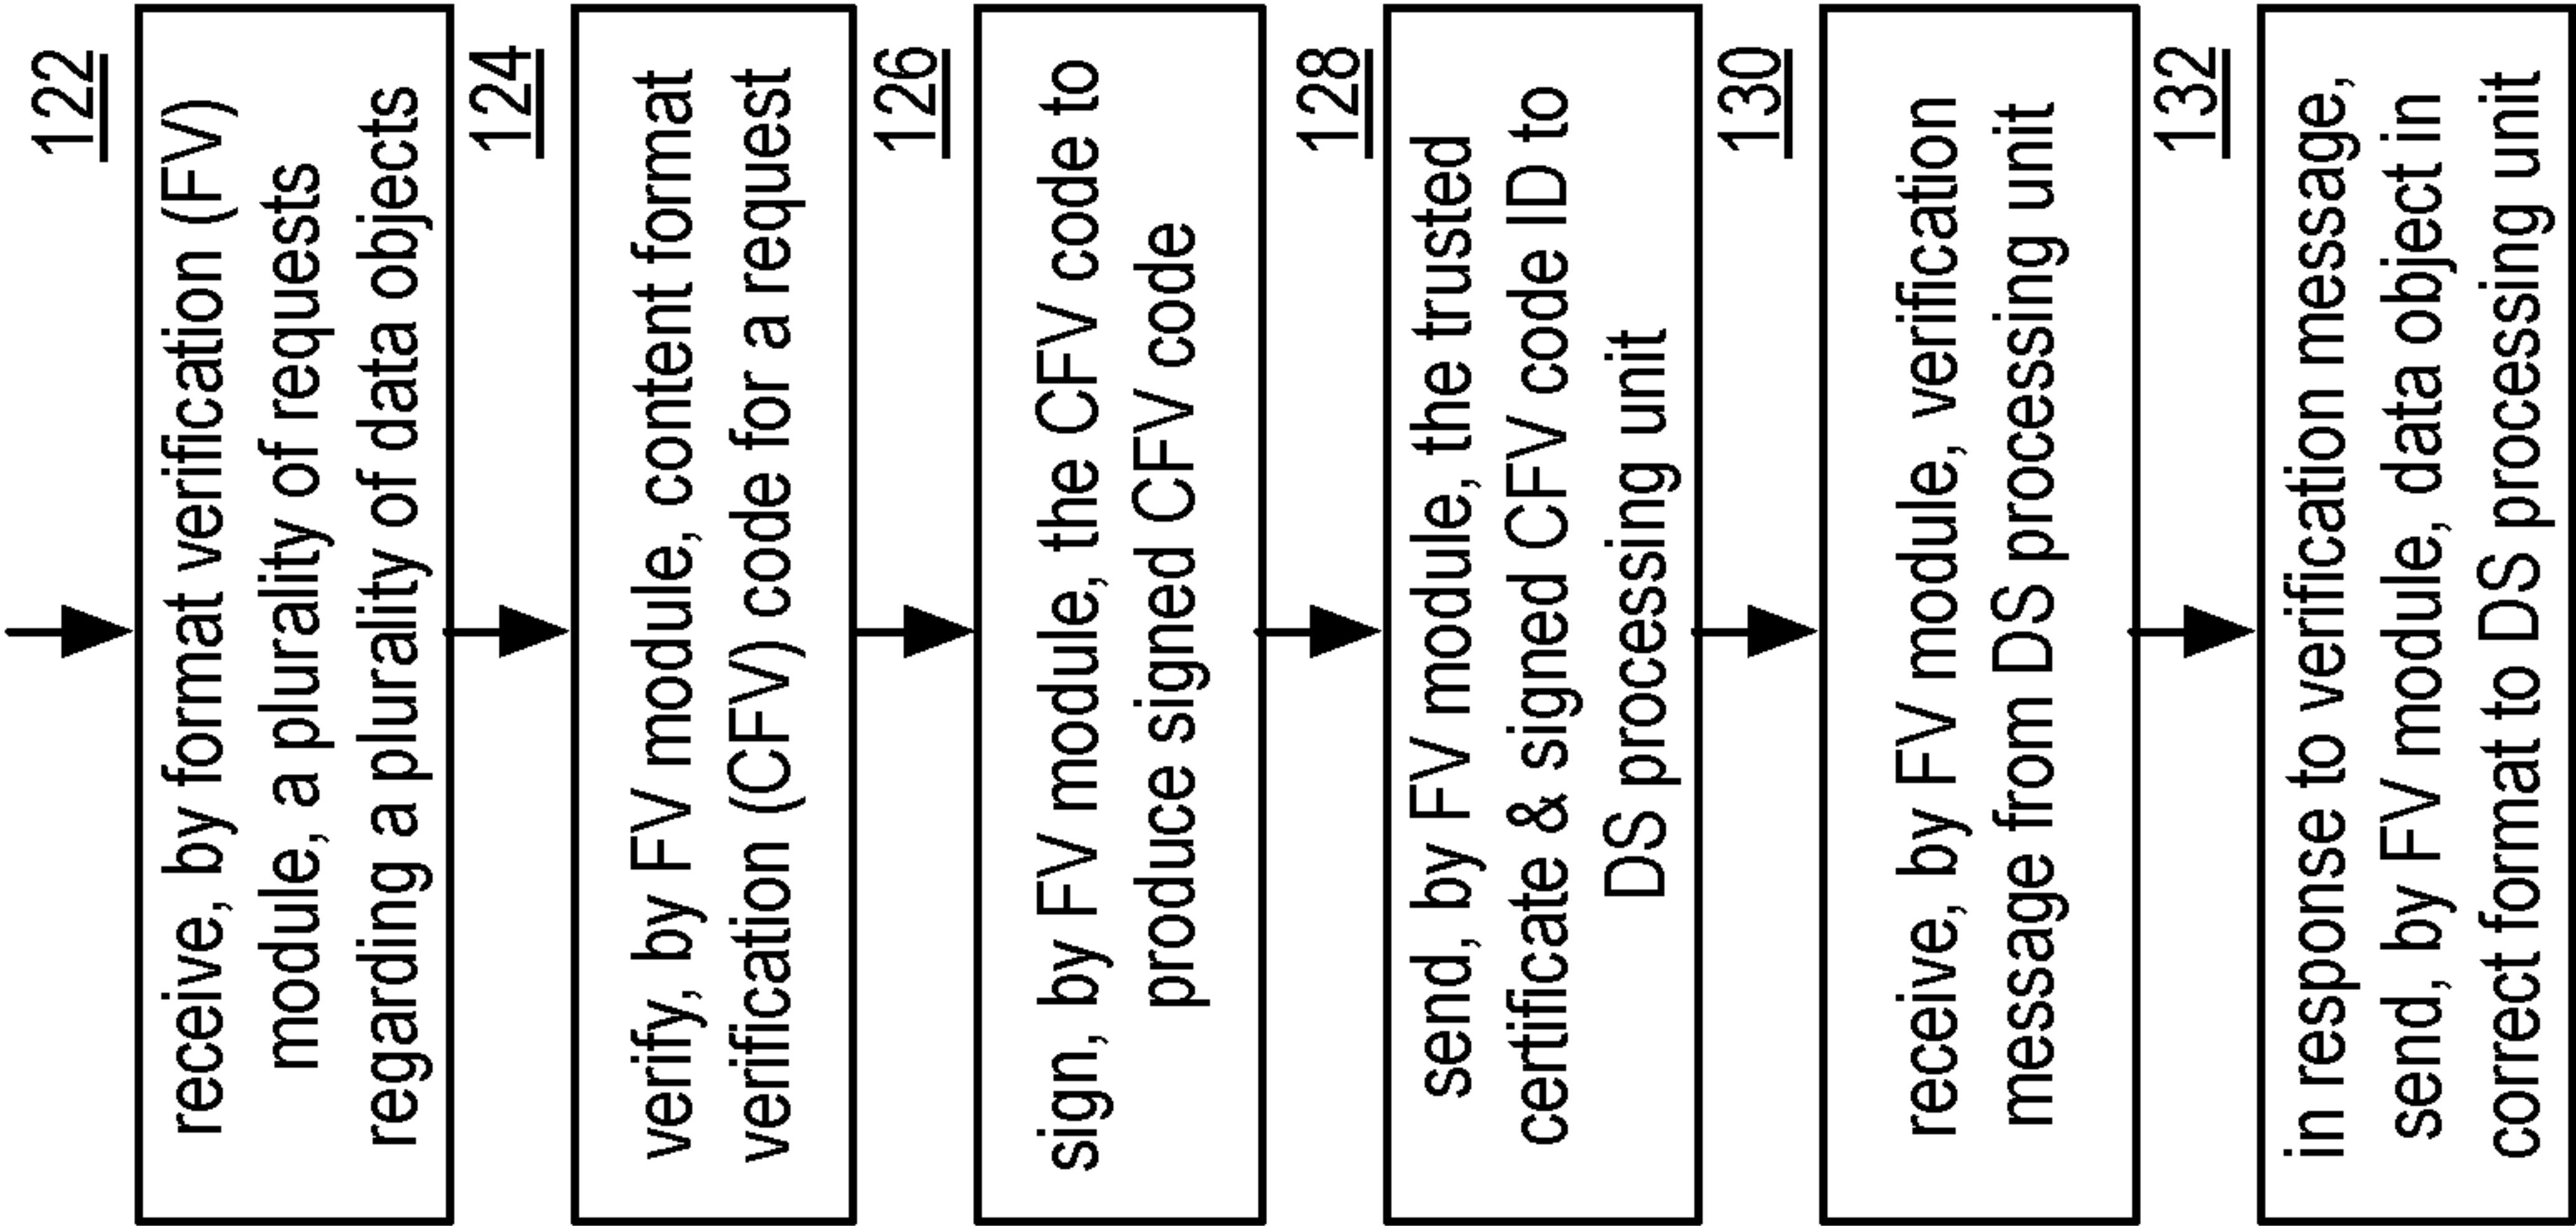 122
receive, by format verification (FV)
module, a plurality of requests
regarding a plurality of data objects
124
verify, by FV module, content format
verification (CFV) code for a request
126
sign, by FV module, the CFV code to
produce signed CFV code
128
send, by FV module, the trusted
certificate & signed CFV code ID to
DS processing unit
130
receive, by FV module, verification
message from DS processing unit
132
in response to verification message,
send, by FV module, data object in
correct format to DS processing unit